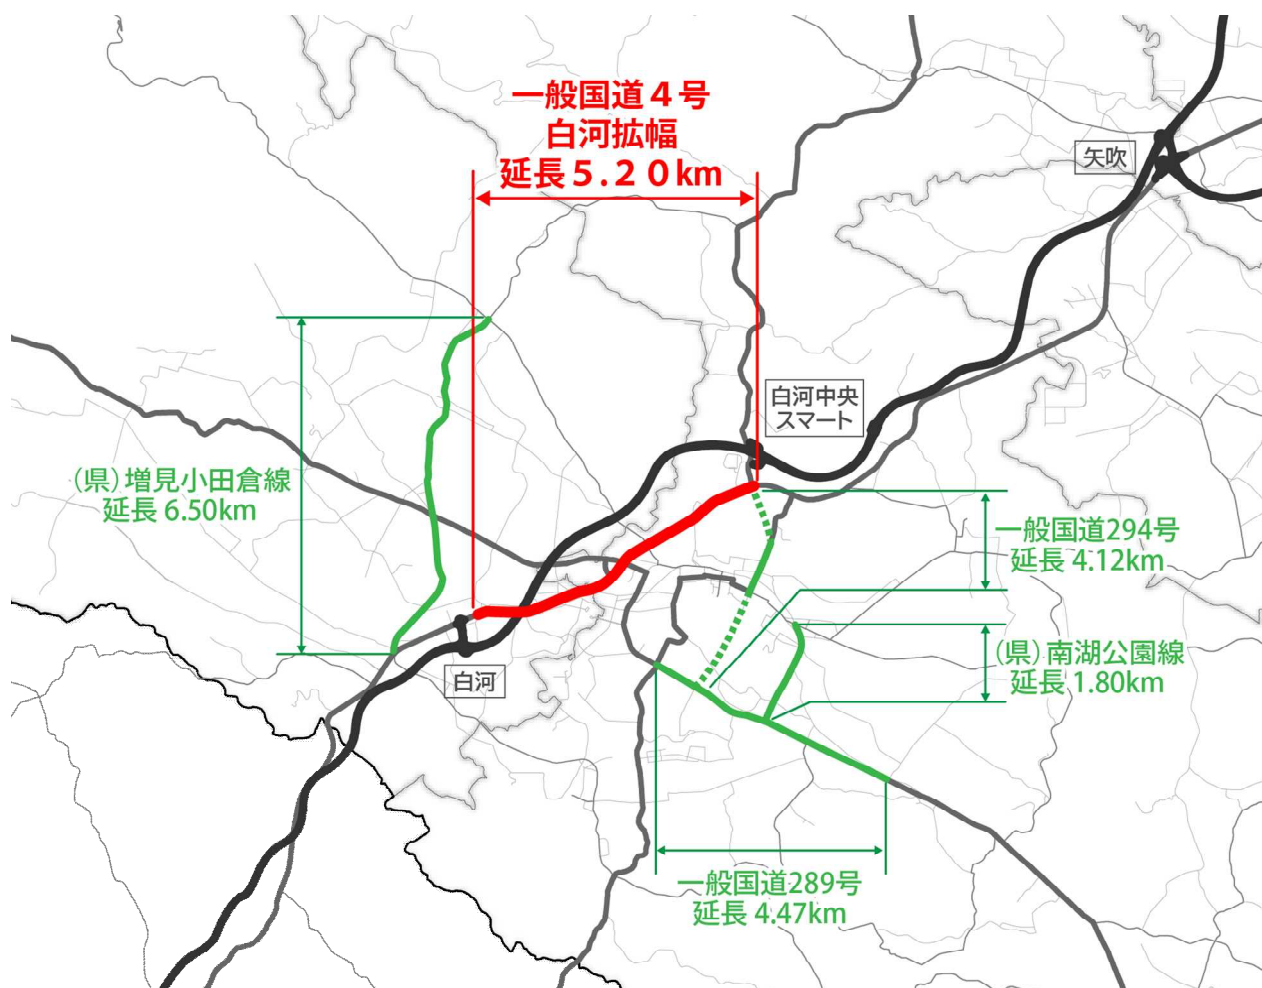 一般国道４号
白河拡幅
延長５.２０km
矢吹
白河中央
スマート
(県)増見小田倉線
延長 6.50km
一般国道294号
延長 4.12km
(県)南湖公園線
延長 1.80km
白河
一般国道289号
延長 4.47km